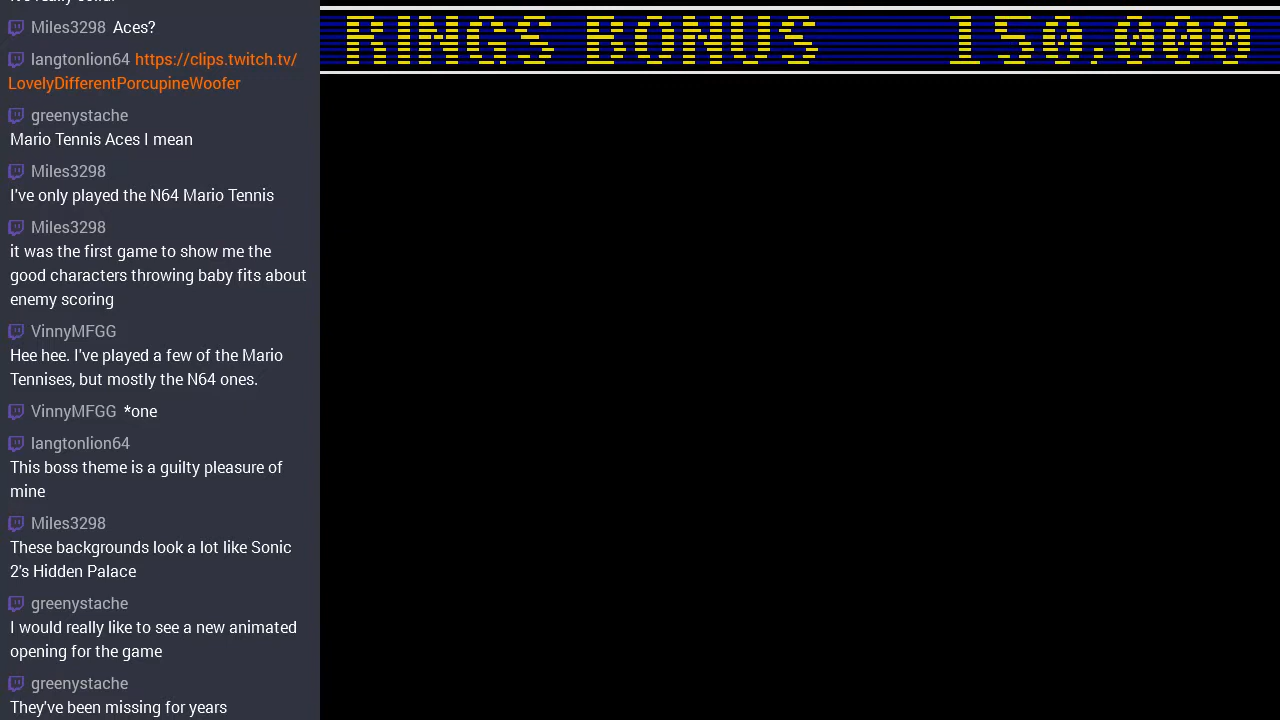 Miles3298 Aces?
langtonlion64 https://clips.twitch.tv/
LovelyDifferentPorcupineWoofer
greenystache
Mario Tennis Aces I mean
Miles3298
I've only played the N64 Mario Tennis
Miles3298
it was the first game to show me the
good characters throwing baby fits about
enemy scoring
VinnyMFGG
Hee hee. I've played a few of the Mario
Tennises, but mostly the N64 ones.
VinnyMFGG *one
langtonlion64
This boss theme is a guilty pleasure of
mine
Miles3298
These backgrounds look a lot like Sonic
2's Hidden Palace
greenystache
I would really like to see a new animated
opening for the game
greenystache
They've been missing for years
RINGS BONUS 150,000